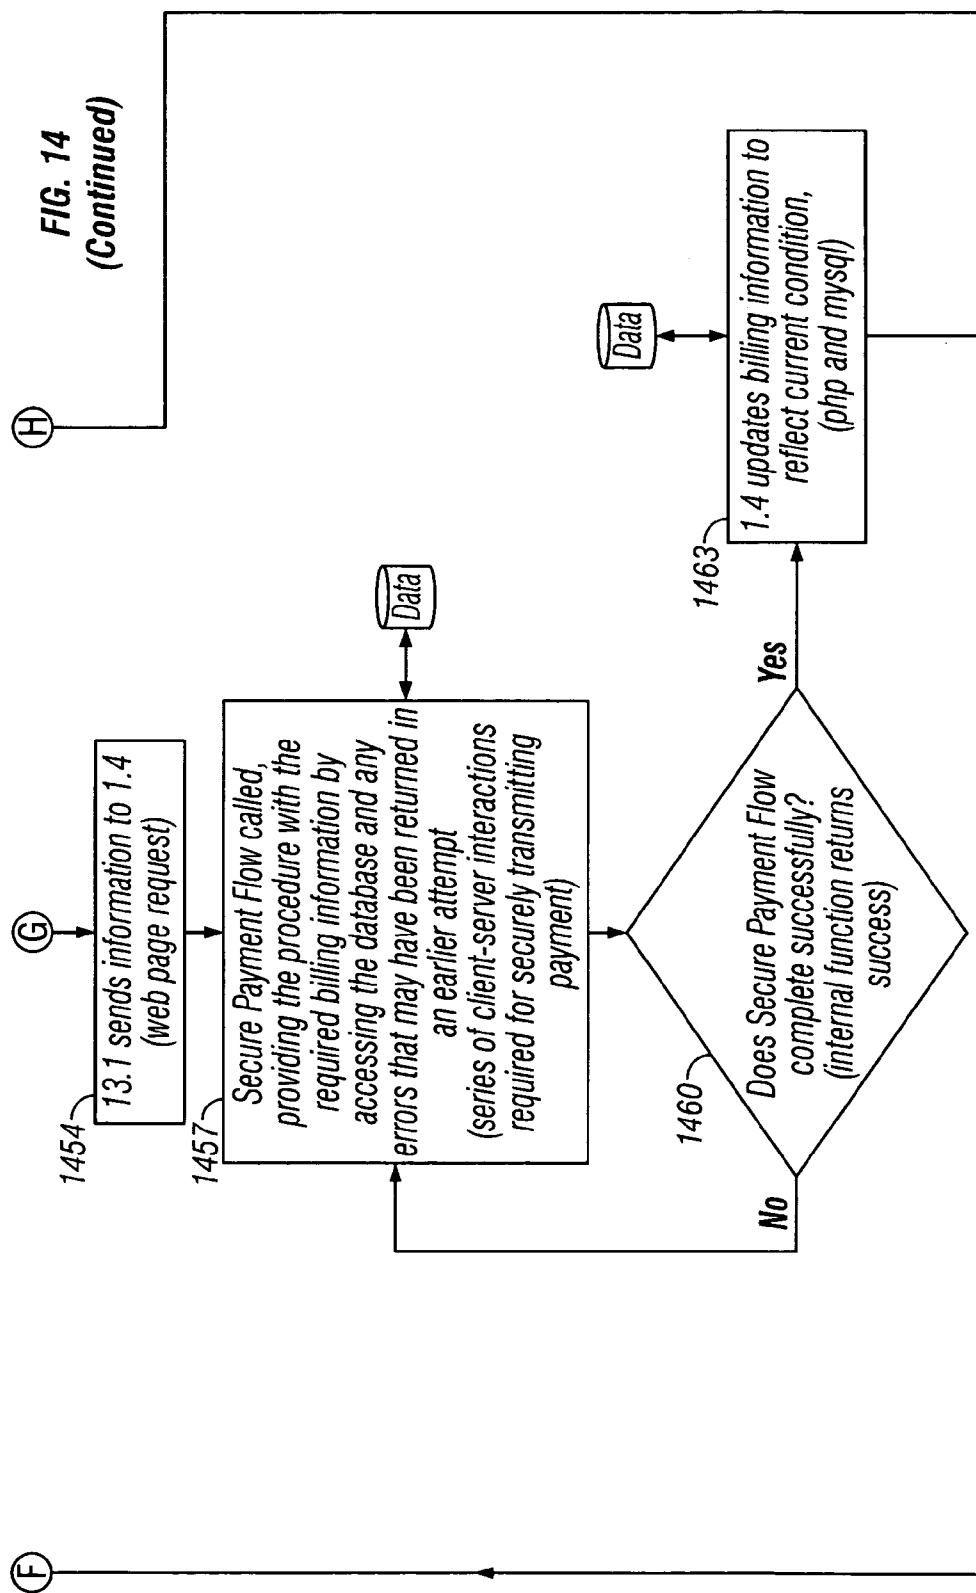 FIG. 14
(Continued)
H
G
F
1454
13.1 sends information to 1.4
(web page request)
1457
Secure Payment Flow called,
providing the procedure with the
required billing information by
accessing the database and any
errors that may have been returned in
an earlier attempt
(series of client-server interactions
required for securely transmitting
payment)
Data
1460
Does Secure Payment Flow
complete successfully?
(internal function returns
success)
No
Yes
1463
1.4 updates billing information to
reflect current condition,
(php and mysql)
Data